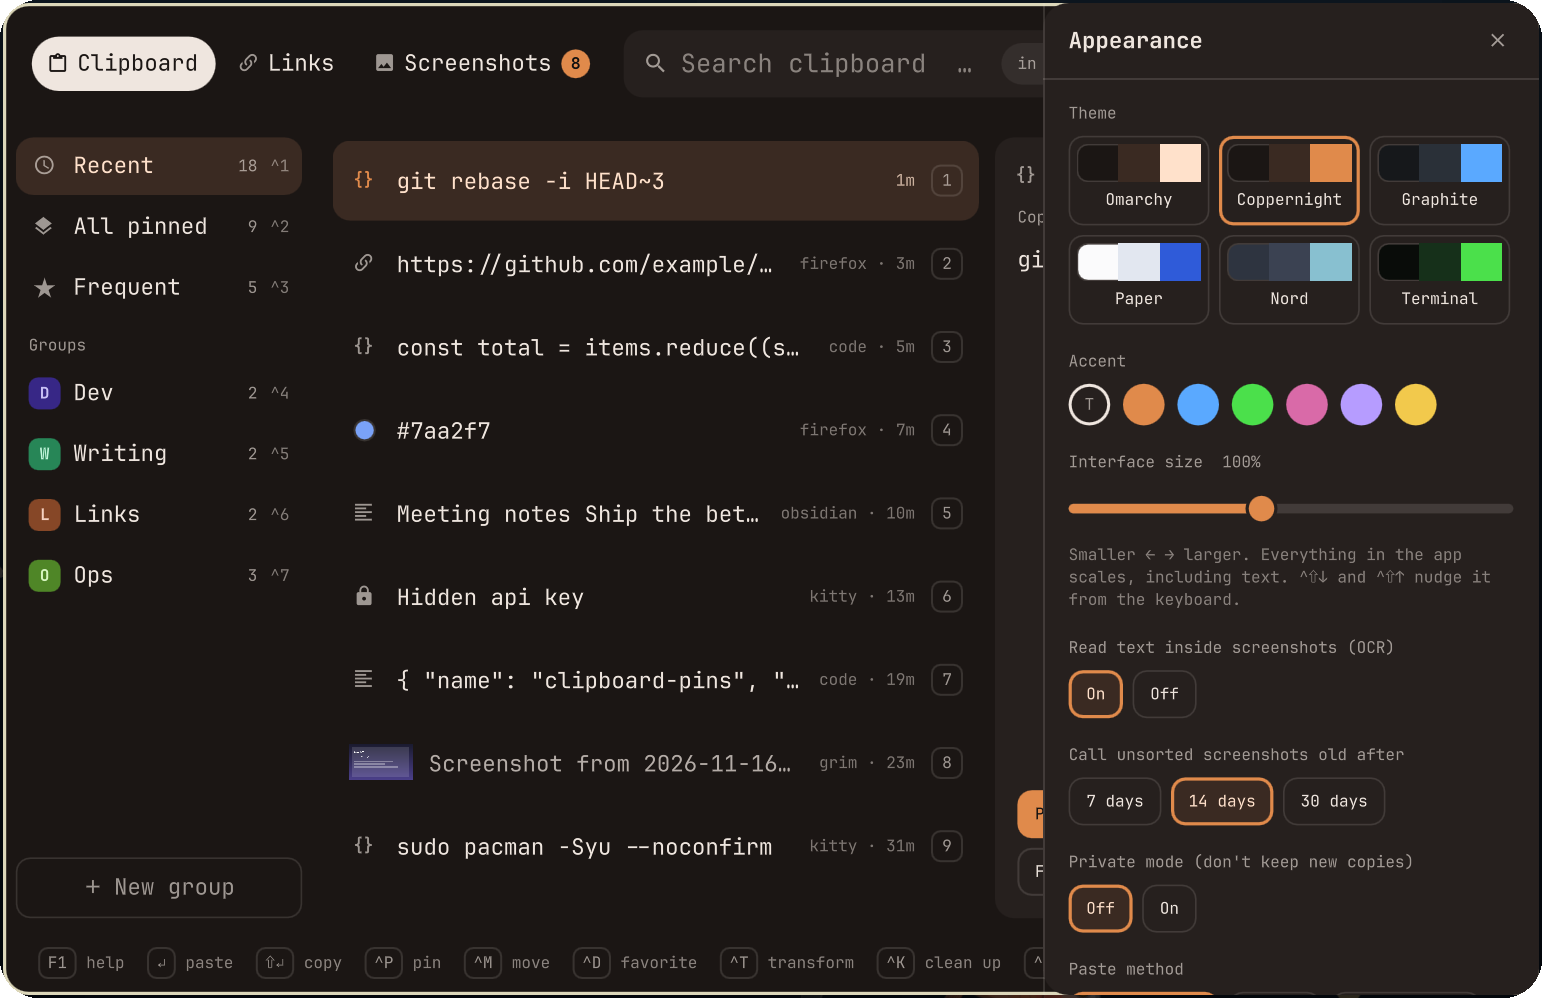 Clipboard
Links
Screenshots 8
Search clipboard …
in
Recent 18 ^1
All pinned 9 ^2
Frequent 5 ^3
Groups
D Dev 2 ^4
W Writing 2 ^5
L Links 2 ^6
O Ops 3 ^7
+ New group
{} git rebase -i HEAD~3 1m 1
https://github.com/example/… firefox · 3m 2
{} const total = items.reduce((s… code · 5m 3
#7aa2f7 firefox · 7m 4
Meeting notes Ship the bet… obsidian · 10m 5
Hidden api key kitty · 13m 6
{ "name": "clipboard-pins", "… code · 19m 7
Screenshot from 2026-11-16… grim · 23m 8
{} sudo pacman -Syu --noconfirm kitty · 31m 9
{}
Cop
gi
P
F
F1 help ↲ paste ⇧↲ copy ^P pin ^M move ^D favorite ^T transform ^K clean up ^
Appearance ×
Theme
Omarchy Coppernight Graphite
Paper Nord Terminal
Accent
T
Interface size 100%
Smaller ← → larger. Everything in the app
scales, including text. ^⇧↓ and ^⇧↑ nudge it
from the keyboard.
Read text inside screenshots (OCR)
On Off
Call unsorted screenshots old after
7 days 14 days 30 days
Private mode (don't keep new copies)
Off On
Paste method